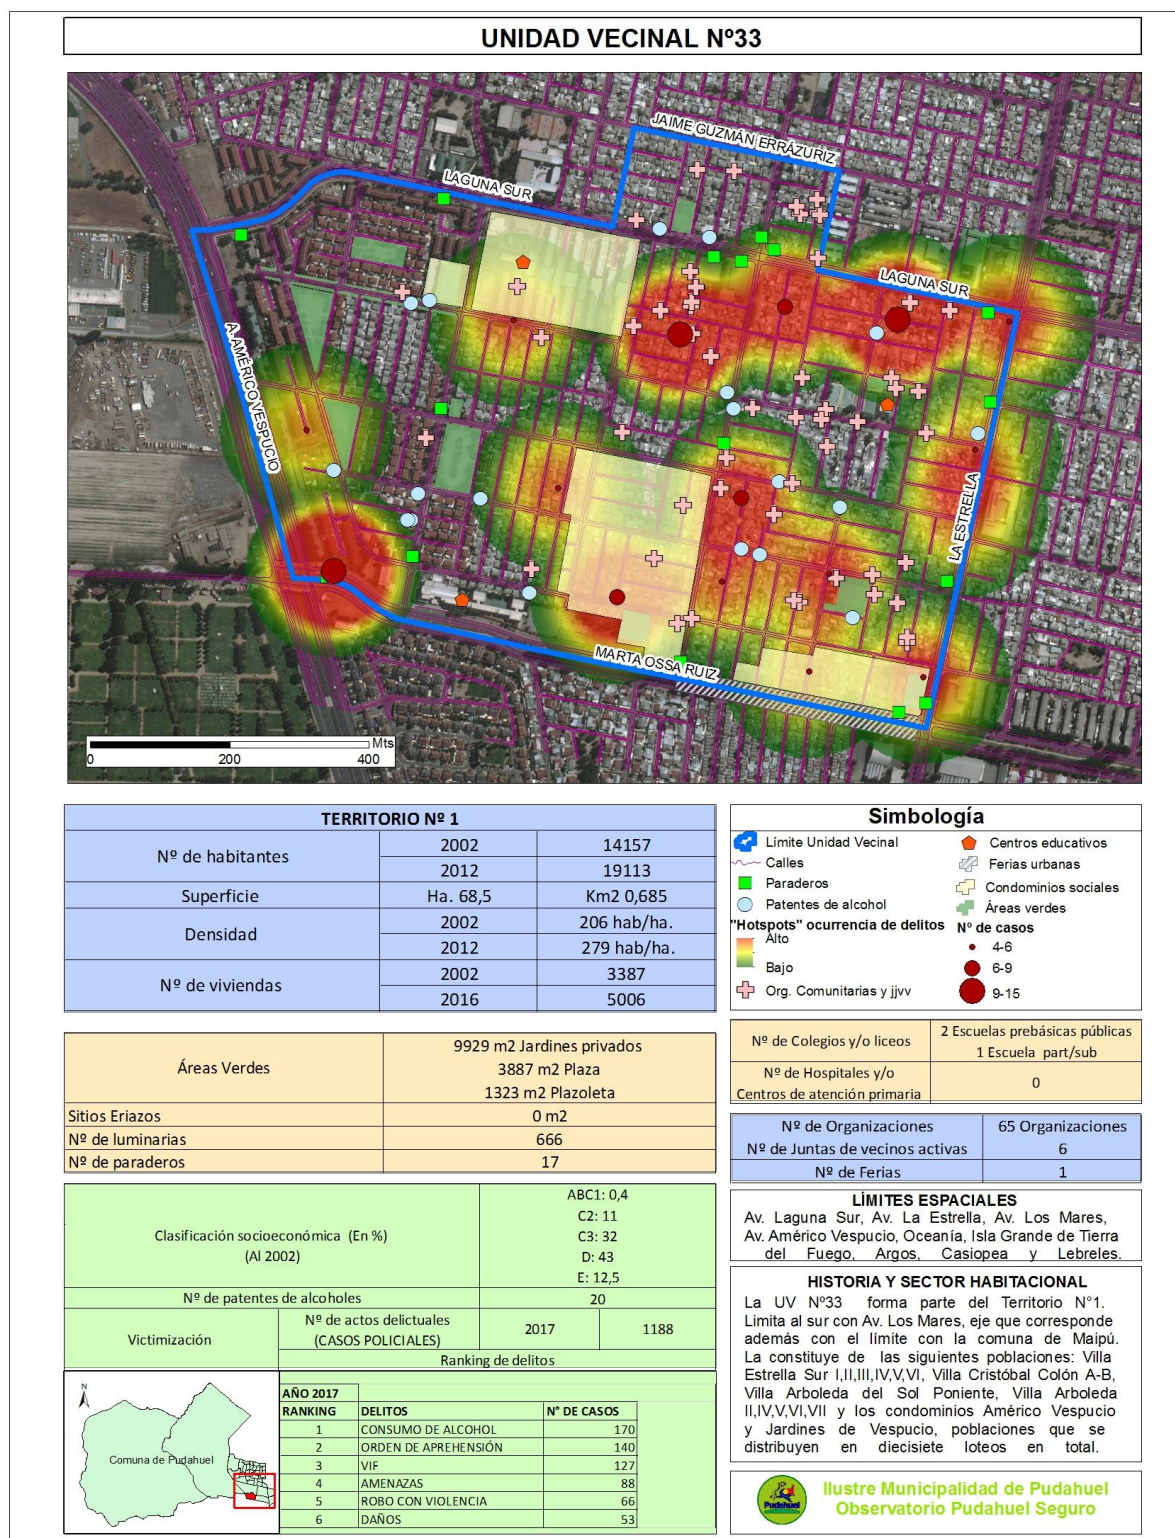 UNIDAD VECINAL Nº33
JAIME GUZMÁN ERRÁZURIZ
LAGUNA SUR
LAGUNA SUR
A. AMÉRICO VESPUCIO
LA ESTRELLA
MARTA OSSA RUIZ
Mts
0 200 400
TERRITORIO Nº 1
Nº de habitantes
2002 14157
2012 19113
Superficie Ha. 68,5 Km2 0,685
Densidad
2002 206 hab/ha.
2012 279 hab/ha.
Nº de viviendas
2002 3387
2016 5006
Simbología
Límite Unidad Vecinal
Calles
Paraderos
Patentes de alcohol
"Hotspots" ocurrencia de delitos
Alto
Bajo
Org. Comunitarias y jjvv
Centros educativos
Ferias urbanas
Condominios sociales
Áreas verdes
Nº de casos
4-6
6-9
9-15
Áreas Verdes
9929 m2 Jardines privados
3887 m2 Plaza
1323 m2 Plazoleta
Sitios Eriazos 0 m2
Nº de luminarias 666
Nº de paraderos 17
Nº de Colegios y/o liceos
2 Escuelas prebásicas públicas
1 Escuela part/sub
Nº de Hospitales y/o
Centros de atención primaria
0
Nº de Organizaciones 65 Organizaciones
Nº de Juntas de vecinos activas 6
Nº de Ferias 1
Clasificación socioeconómica (En %)
(Al 2002)
ABC1: 0,4
C2: 11
C3: 32
D: 43
E: 12,5
Nº de patentes de alcoholes 20
Victimización
Nº de actos delictuales
(CASOS POLICIALES)
2017 1188
Ranking de delitos
LÍMITES ESPACIALES
Av. Laguna Sur, Av. La Estrella, Av. Los Mares,
Av. Américo Vespucio, Oceanía, Isla Grande de Tierra
del Fuego, Argos, Casiopea y Lebreles.
HISTORIA Y SECTOR HABITACIONAL
La UV Nº33 forma parte del Territorio N°1.
Limita al sur con Av. Los Mares, eje que corresponde
además con el límite con la comuna de Maipú.
La constituye de las siguientes poblaciones: Villa
Estrella Sur I,II,III,IV,V,VI, Villa Cristóbal Colón A-B,
Villa Arboleda del Sol Poniente, Villa Arboleda
II,IV,V,VI,VII y los condominios Américo Vespucio
y Jardines de Vespucio, poblaciones que se
distribuyen en diecisiete loteos en total.
N
Comuna de Pudahuel
AÑO 2017
RANKING DELITOS N° DE CASOS
1 CONSUMO DE ALCOHOL 170
2 ORDEN DE APREHENSIÓN 140
3 VIF 127
4 AMENAZAS 88
5 ROBO CON VIOLENCIA 66
6 DAÑOS 53
Pudahuel
Ilustre Municipalidad de Pudahuel
Observatorio Pudahuel Seguro